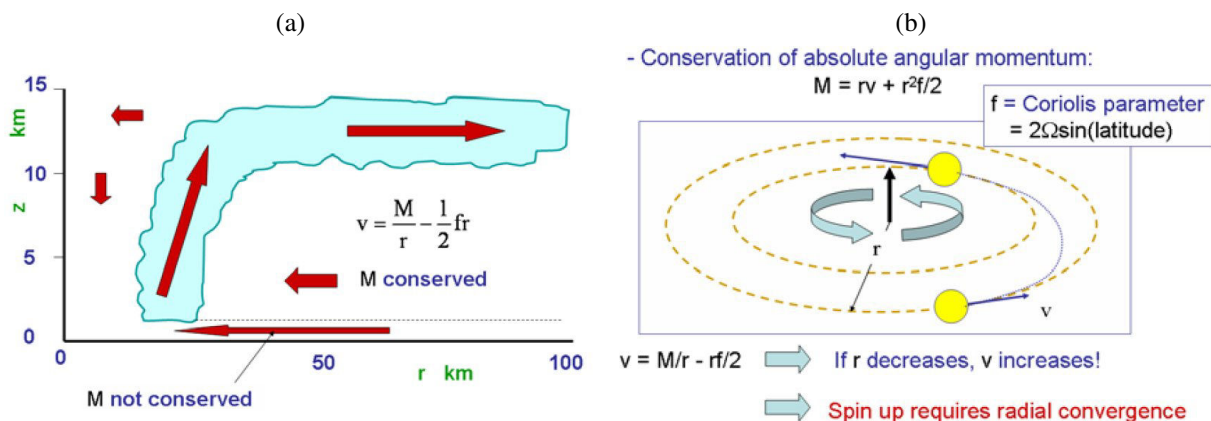 (a)
15
km
10
z
5
0
v = M/r - 1/2 fr
M conserved
0
50
100
r km
M not conserved
(b)
- Conservation of absolute angular momentum:
M = rv + r²f/2
f = Coriolis parameter
= 2Ωsin(latitude)
r
v
v = M/r - rf/2
If r decreases, v increases!
Spin up requires radial convergence